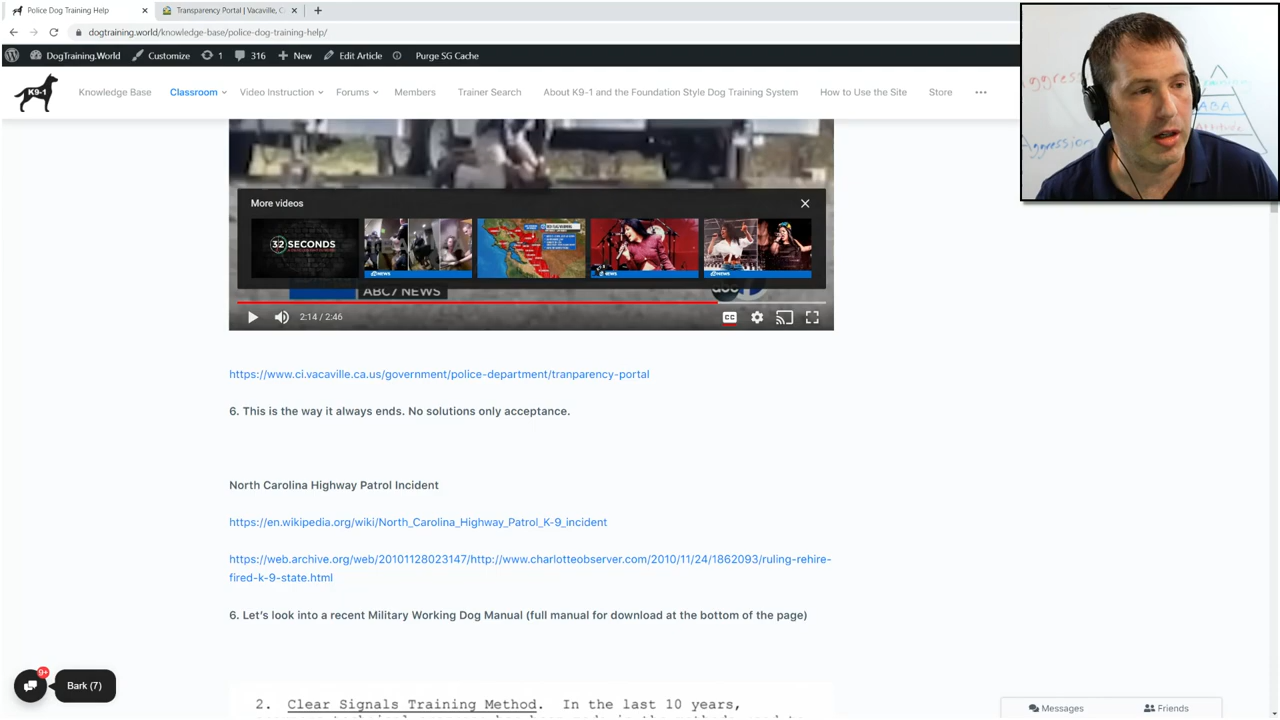 Police Dog Training Help
Transparency Portal | Vacaville, C
dogtraining.world/knowledge-base/police-dog-training-help/
DogTraining.World
Customize
1
316
New
Edit Article
Purge SG Cache
K9-1
Knowledge Base
Classroom
Video Instruction
Forums
Members
Trainer Search
About K9-1 and the Foundation Style Dog Training System
How to Use the Site
Store
Aggres
ABA
Attitude
Aggression
More videos
32 SECONDS
NEWS
NEWS
NEWS
ABC7 NEWS
2:14 / 2:46
CC
https://www.ci.vacaville.ca.us/government/police-department/tranparency-portal
6. This is the way it always ends. No solutions only acceptance.
North Carolina Highway Patrol Incident
https://en.wikipedia.org/wiki/North_Carolina_Highway_Patrol_K-9_incident
https://web.archive.org/web/20101128023147/http://www.charlotteobserver.com/2010/11/24/1862093/ruling-rehire-
fired-k-9-state.html
6. Let's look into a recent Military Working Dog Manual (full manual for download at the bottom of the page)
9+
Bark (7)
2. Clear Signals Training Method. In the last 10 years,
Messages
Friends